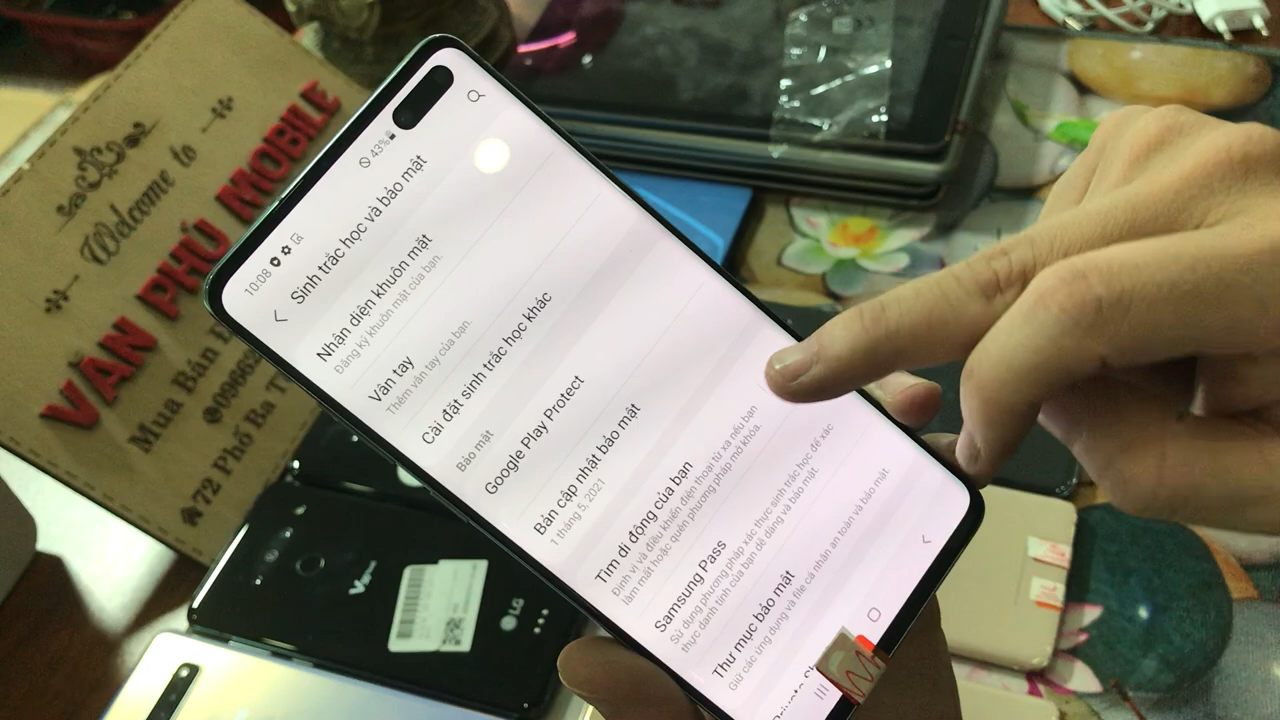 Welcome to
VĂN PHÚ MOBILE
Mua Bán
72 Phố Ba
10:08
43%
Sinh trắc học và bảo mật
Nhận diện khuôn mặt
Đăng ký khuôn mặt của bạn.
Vân tay
Thêm vân tay của bạn.
Cài đặt sinh trắc học khác
Bảo mật
Google Play Protect
Bản cập nhật bảo mật
1 tháng 5, 2021
Tìm di động của bạn
Định vị và điều khiển điện thoại từ xa nếu bạn
làm mất hoặc quên phương pháp mở khóa.
Samsung Pass
Sử dụng phương pháp xác thực sinh trắc học để xác
thực danh tính của bạn dễ dàng và bảo mật.
Thư mục bảo mật
Giữ các ứng dụng và file cá nhân an toàn và bảo mật.
LG